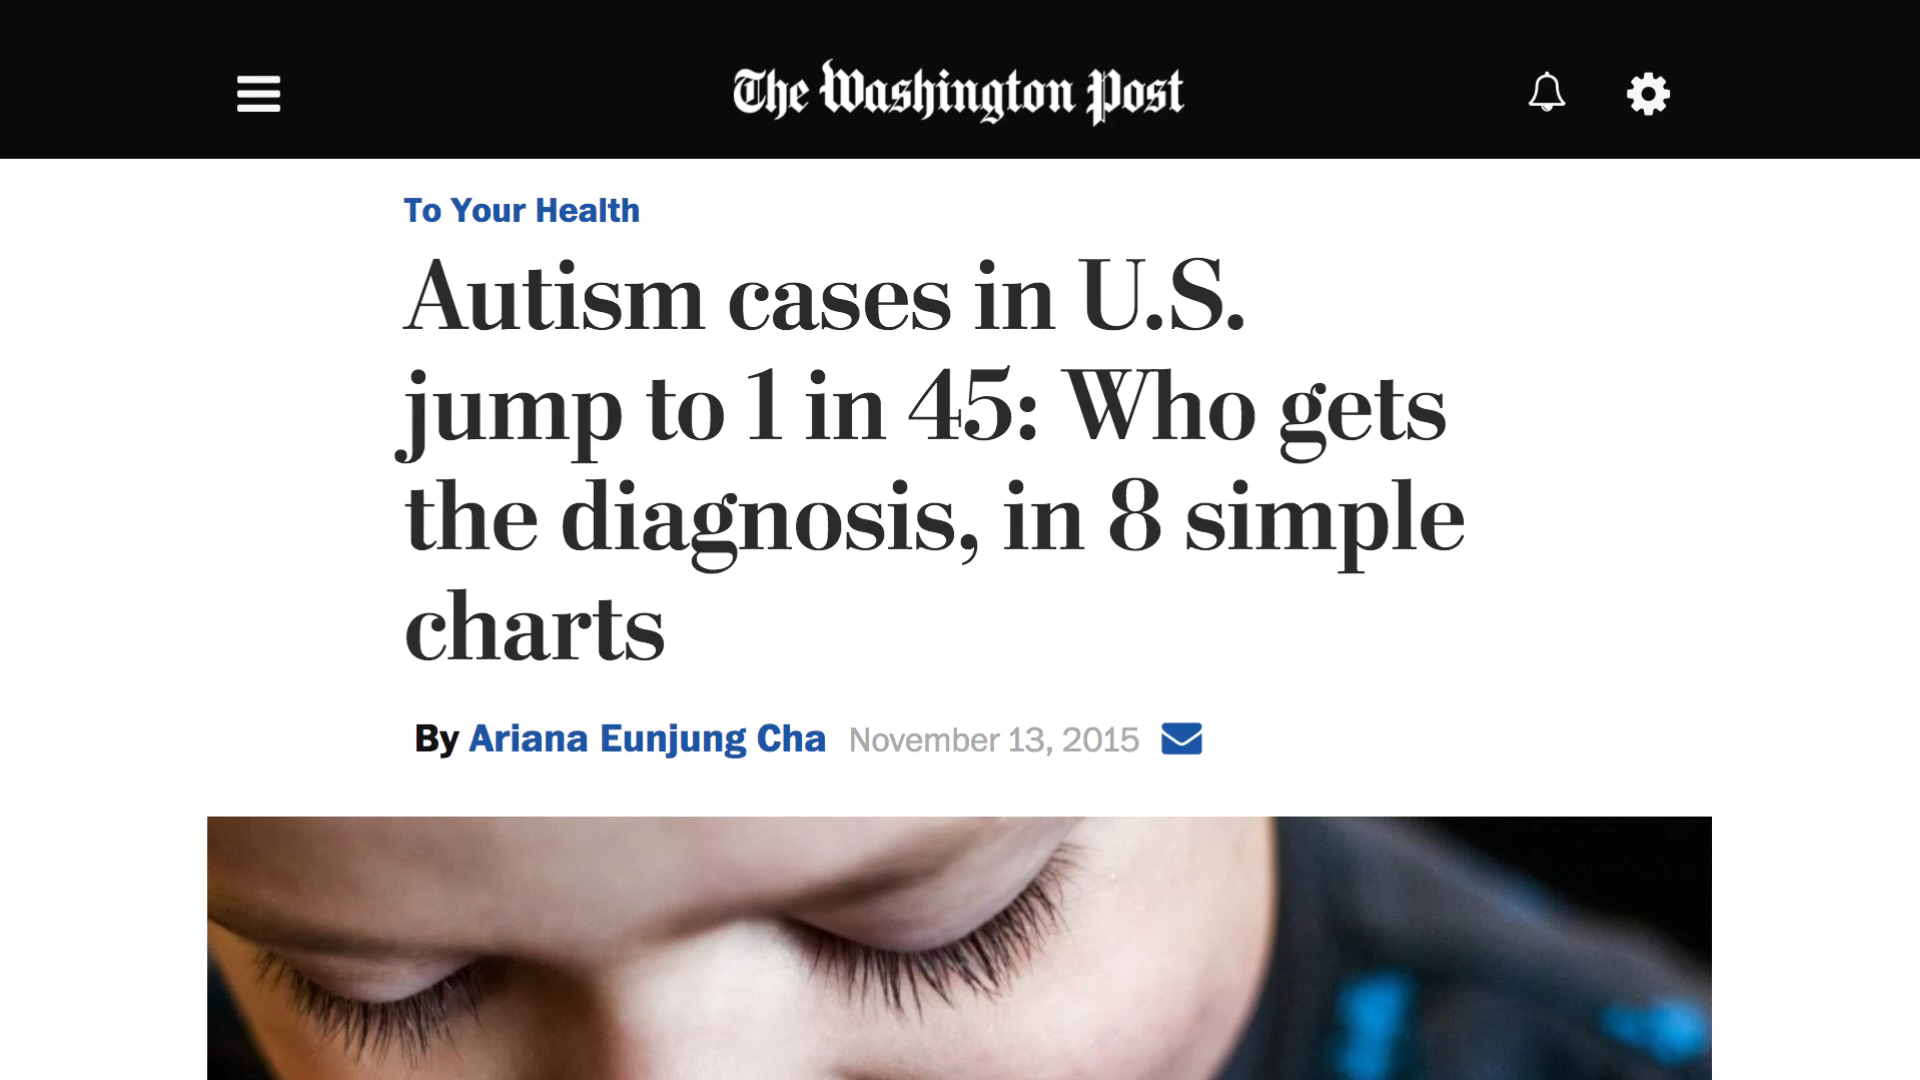 The Washington Post
To Your Health
Autism cases in U.S.
jump to 1 in 45: Who gets
the diagnosis, in 8 simple
charts
By Ariana Eunjung Cha November 13, 2015